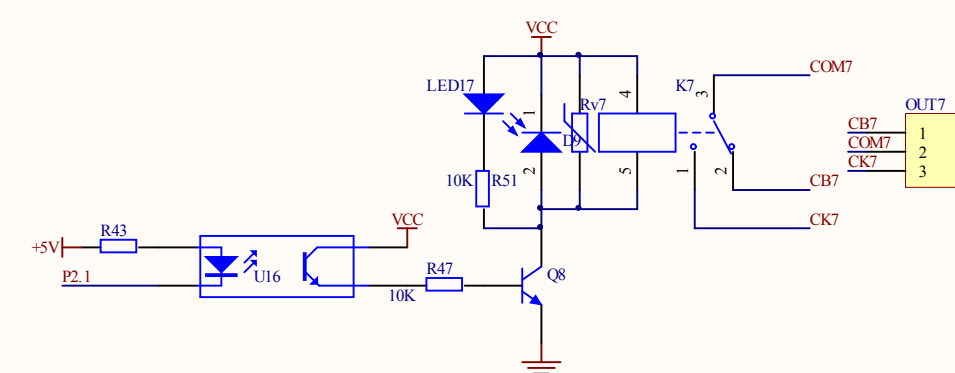 VCC
LED17
1
D9
2
Rv7
4
5
K7
3
1
2
COM7
CB7
CK7
OUT7
CB7
1
COM7
2
CK7
3
10K
R51
+5V
R43
P2.1
U16
VCC
R47
10K
Q8